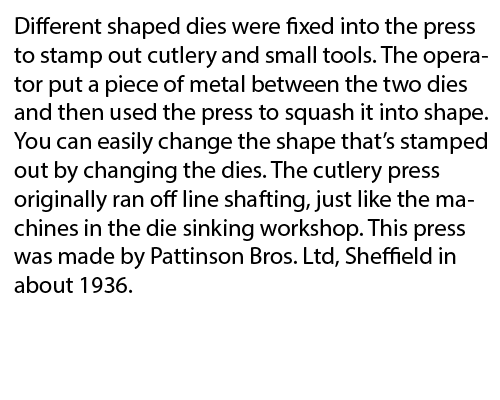 Different shaped dies were fixed into the press
to stamp out cutlery and small tools. The opera-
tor put a piece of metal between the two dies
and then used the press to squash it into shape.
You can easily change the shape that’s stamped
out by changing the dies. The cutlery press
originally ran off line shafting, just like the ma-
chines in the die sinking workshop. This press
was made by Pattinson Bros. Ltd, Sheffield in
about 1936.